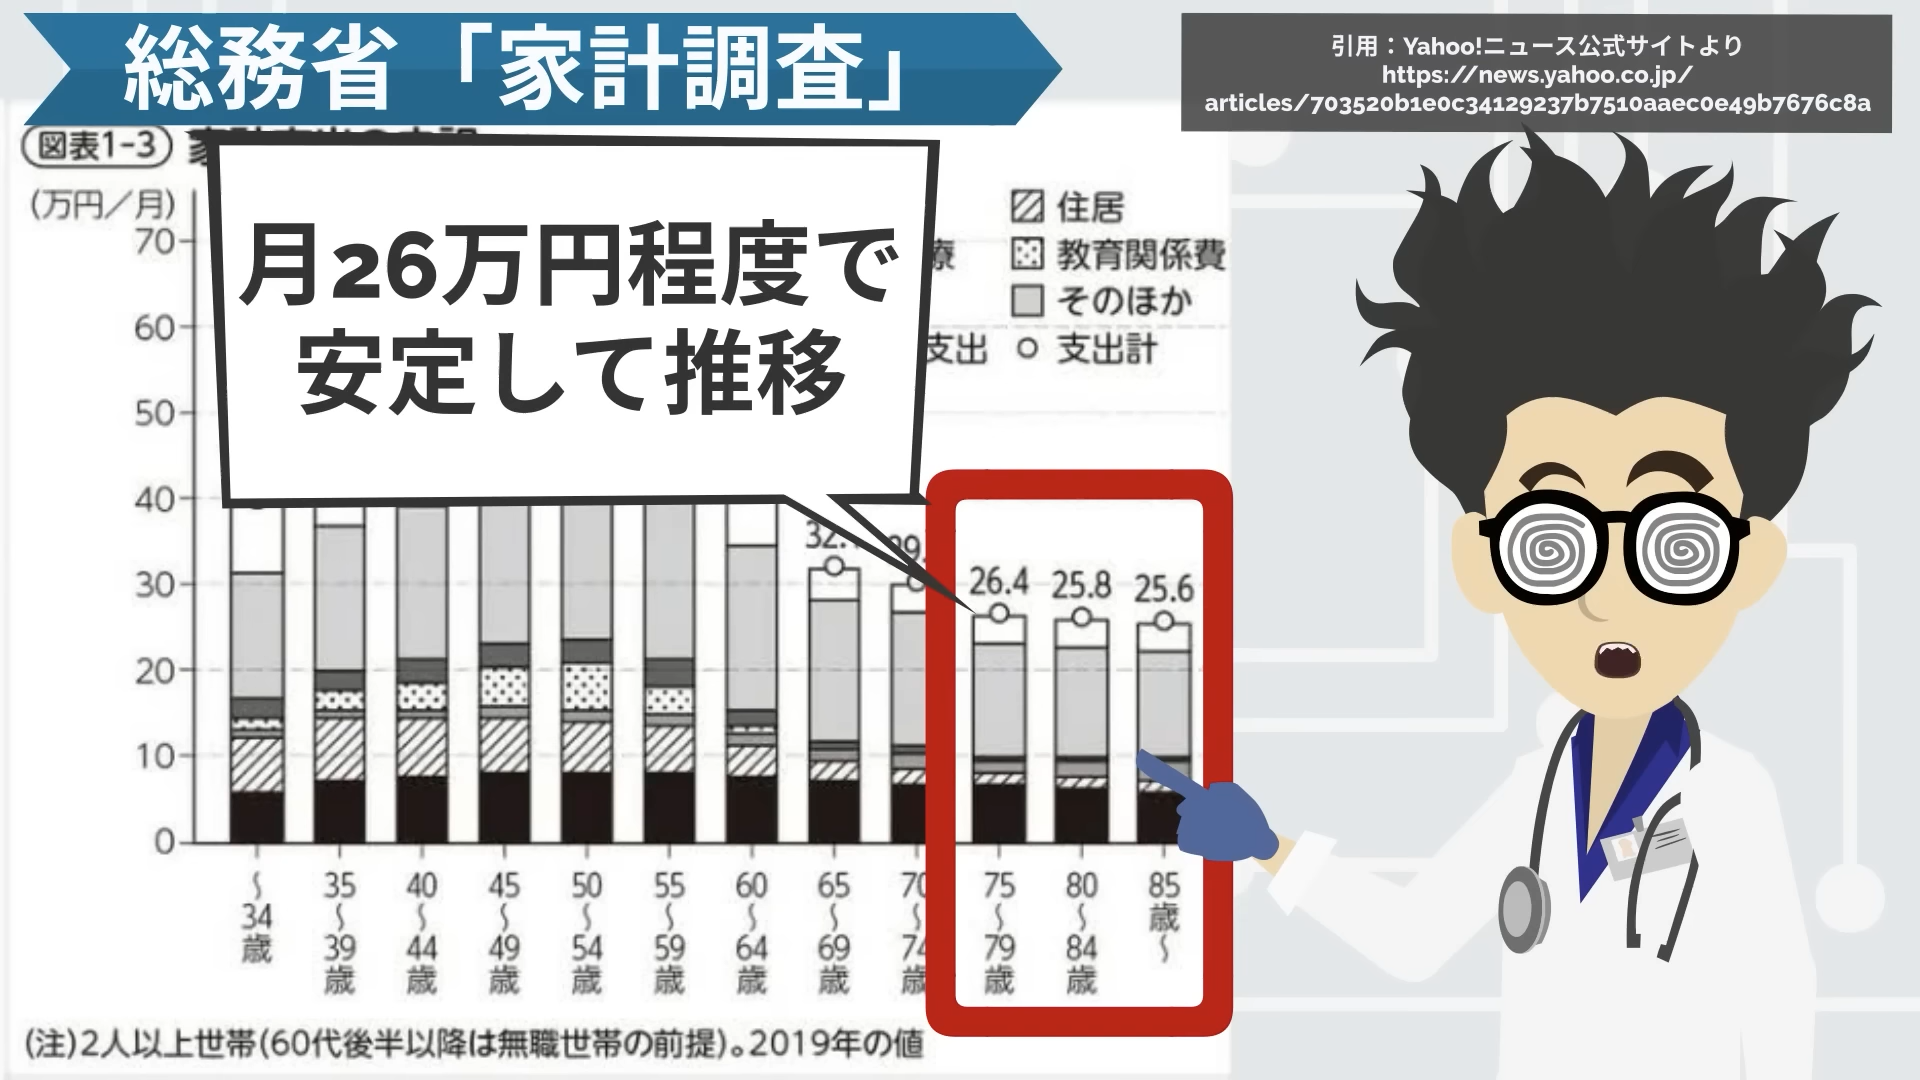 総務省「家計調査」
引用：Yahoo!ニュース公式サイトより
https://news.yahoo.co.jp/
articles/703520b1e0c34129237b7510aaec0e49b7676c8a
図表1-3
(万円／月)
月26万円程度で
安定して推移
住居
療
教育関係費
そのほか
支出
支出計
70
60
50
40
30
20
10
0
26.4
25.8
25.6
～34歳
35～39歳
40～44歳
45～49歳
50～54歳
55～59歳
60～64歳
65～69歳
70～74歳
75～79歳
80～84歳
85歳～
(注)2人以上世帯(60代後半以降は無職世帯の前提)。2019年の値